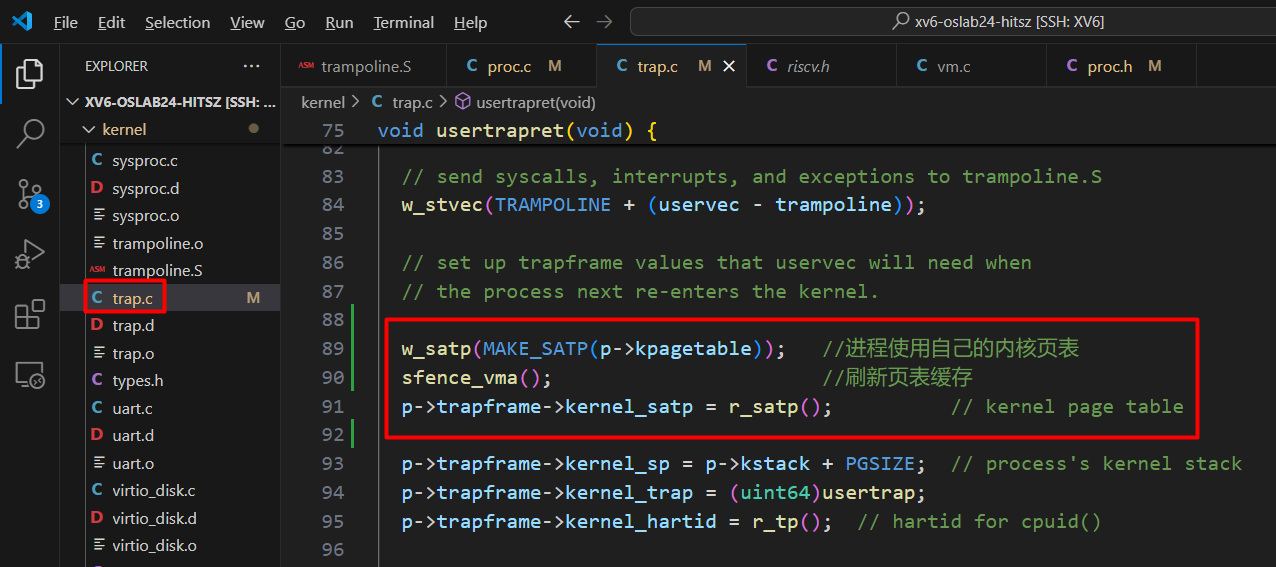 File Edit Selection View Go Run Terminal Help
xv6-oslab24-hitsz [SSH: XV6]
EXPLORER
XV6-OSLAB24-HITSZ [SSH: ...
kernel
sysproc.c
sysproc.d
sysproc.o
trampoline.o
ASM trampoline.S
C trap.c M
D trap.d
trap.o
C types.h
C uart.c
D uart.d
uart.o
C virtio_disk.c
D virtio_disk.d
virtio_disk.o
3
ASM trampoline.S
C proc.c M
C trap.c M
C riscv.h
C vm.c
C proc.h M
kernel > C trap.c > usertrapret(void)
75 void usertrapret(void) {
82
83 // send syscalls, interrupts, and exceptions to trampoline.S
84 w_stvec(TRAMPOLINE + (uservec - trampoline));
85
86 // set up trapframe values that uservec will need when
87 // the process next re-enters the kernel.
88
89 w_satp(MAKE_SATP(p->kpagetable)); //进程使用自己的内核页表
90 sfence_vma(); //刷新页表缓存
91 p->trapframe->kernel_satp = r_satp(); // kernel page table
92
93 p->trapframe->kernel_sp = p->kstack + PGSIZE; // process's kernel stack
94 p->trapframe->kernel_trap = (uint64)usertrap;
95 p->trapframe->kernel_hartid = r_tp(); // hartid for cpuid()
96